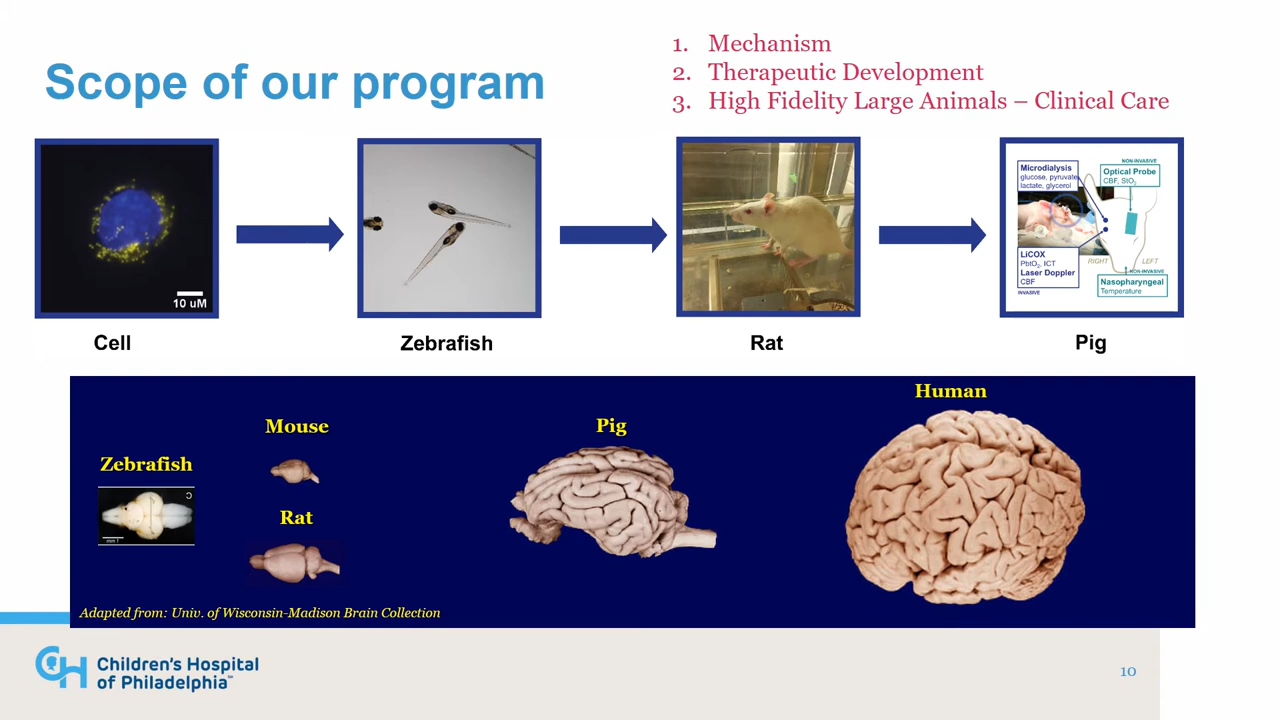 Scope of our program
1. Mechanism
2. Therapeutic Development
3. High Fidelity Large Animals – Clinical Care
10 uM
Microdialysis
glucose, pyruvate
lactate, glycerol
NON-INVASIVE
Optical Probe
CBF, StO₂
LiCOX
PbtO₂, ICT
Laser Doppler
CBF
INVASIVE
RIGHT
LEFT
NON-INVASIVE
Nasopharyngeal
Temperature
Cell
Zebrafish
Rat
Pig
Zebrafish
Mouse
Rat
Pig
Human
Adapted from: Univ. of Wisconsin-Madison Brain Collection
CH
Children's Hospital
of Philadelphia
10